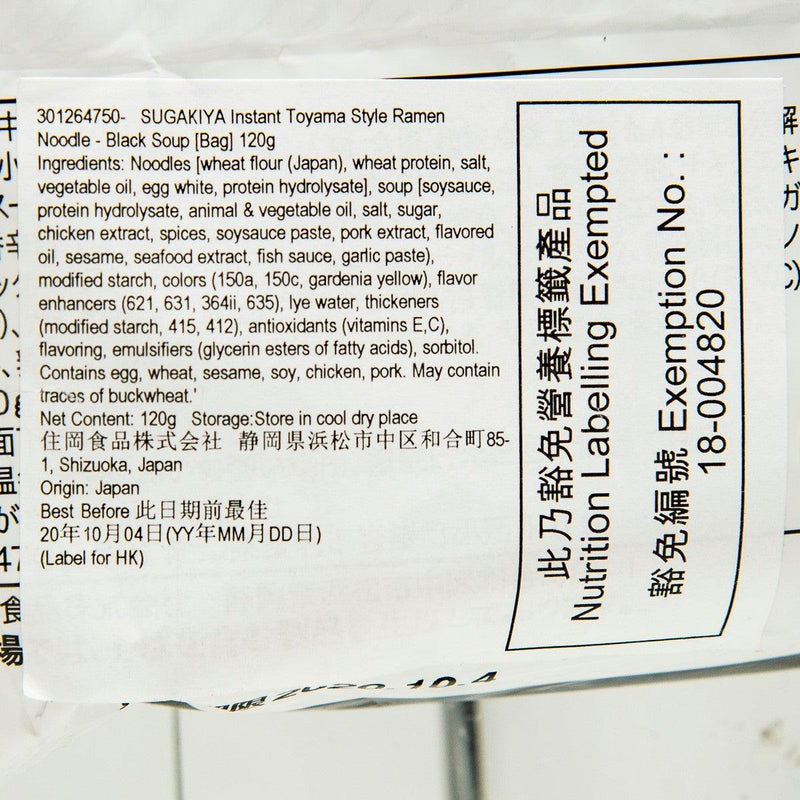 301264750- SUGAKIYA Instant Toyama Style Ramen
Noodle - Black Soup [Bag] 120g
Ingredients: Noodles [wheat flour (Japan), wheat protein, salt,
vegetable oil, egg white, protein hydrolysate], soup [soysauce,
protein hydrolysate, animal & vegetable oil, salt, sugar,
chicken extract, spices, soysauce paste, pork extract, flavored
oil, sesame, seafood extract, fish sauce, garlic paste),
modified starch, colors (150a, 150c, gardenia yellow), flavor
enhancers (621, 631, 364ii, 635), lye water, thickeners
(modified starch, 415, 412), antioxidants (vitamins E,C),
flavoring, emulsifiers (glycerin esters of fatty acids), sorbitol.
Contains egg, wheat, sesame, soy, chicken, pork. May contain
traces of buckwheat.'
Net Content: 120g Storage:Store in cool dry place
住岡食品株式会社 静岡県浜松市中区和合町85-
1, Shizuoka, Japan
Origin: Japan
Best Before 此日期前最佳
20年10月04日(YY年MM月DD日)
(Label for HK)
此乃豁免營養標籤產品
Nutrition Labelling Exempted
豁免編號 Exemption No. :
18-004820
2020.10.4